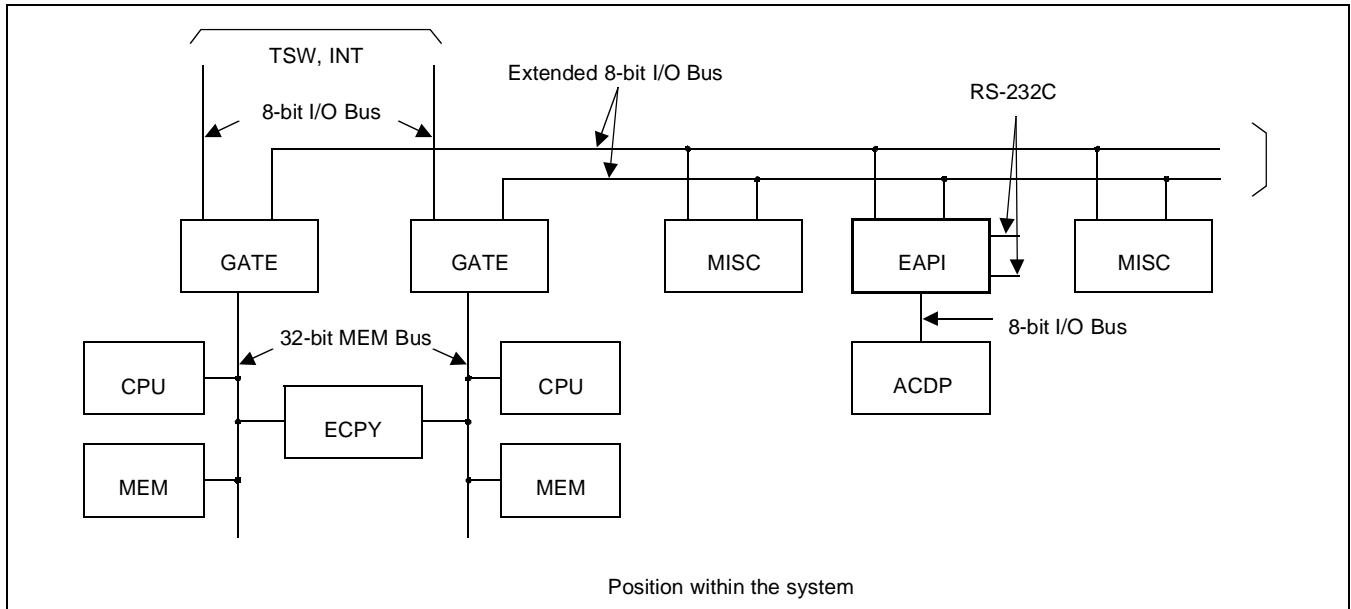 TSW, INT
Extended 8-bit I/O Bus
RS-232C
8-bit I/O Bus
GATE
GATE
MISC
EAPI
MISC
32-bit MEM Bus
8-bit I/O Bus
CPU
CPU
ACDP
ECPY
MEM
MEM
Position within the system